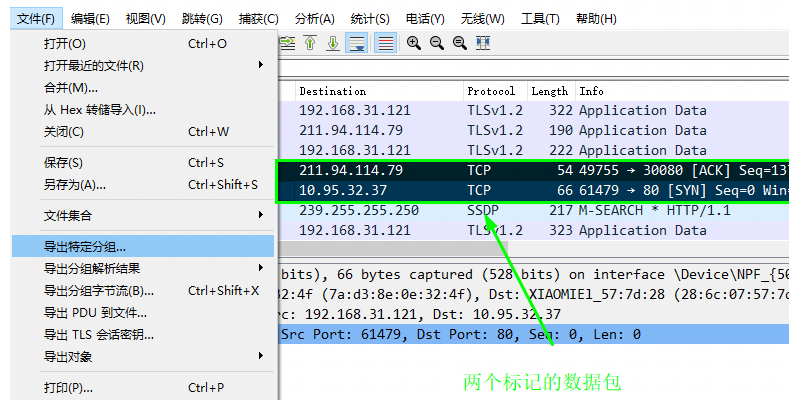 文件(F) 编辑(E) 视图(V) 跳转(G) 捕获(C) 分析(A) 统计(S) 电话(Y) 无线(W) 工具(T) 帮助(H)
打开(O) Ctrl+O
打开最近的文件(R)
合并(M)...
从 Hex 转储导入(I)...
关闭(C) Ctrl+W
保存(S) Ctrl+S
另存为(A)... Ctrl+Shift+S
文件集合
导出特定分组...
导出分组解析结果
导出分组字节流(B)... Ctrl+Shift+X
导出 PDU 到文件...
导出 TLS 会话密钥...
导出对象
打印(P)... Ctrl+P
Destination Protocol Length Info
192.168.31.121 TLSv1.2 322 Application Data
211.94.114.79 TLSv1.2 190 Application Data
192.168.31.121 TLSv1.2 222 Application Data
211.94.114.79 TCP 54 49755 → 30080 [ACK] Seq=137
10.95.32.37 TCP 66 61479 → 80 [SYN] Seq=0 Win=
239.255.255.250 SSDP 217 M-SEARCH * HTTP/1.1
192.168.31.121 TLSv1.2 323 Application Data
bits), 66 bytes captured (528 bits) on interface \Device\NPF_{50
32:4f (7a:d3:8e:0e:32:4f), Dst: XIAOMIEl_57:7d:28 (28:6c:07:57:7d
rc: 192.168.31.121, Dst: 10.95.32.37
Src Port: 61479, Dst Port: 80, Seq: 0, Len: 0
两个标记的数据包